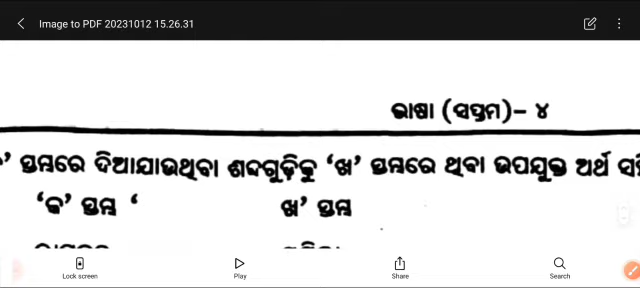 Image to PDF 20231012 15.26.31
ଭାଷା (ସପ୍ତମ)– ୪
’ ସ୍ତମ୍ଭରେ ଦିଆଯାଉଥିବା ଶବ୍ଦଗୁଡ଼ିକୁ ‘ଖ’ ସ୍ତମ୍ଭରେ ଥିବା ଉପଯୁକ୍ତ ଅର୍ଥ
‘କ’ ସ୍ତମ୍ଭ ‘ ଖ’ ସ୍ତମ୍ଭ
Lock screen Play Share Search